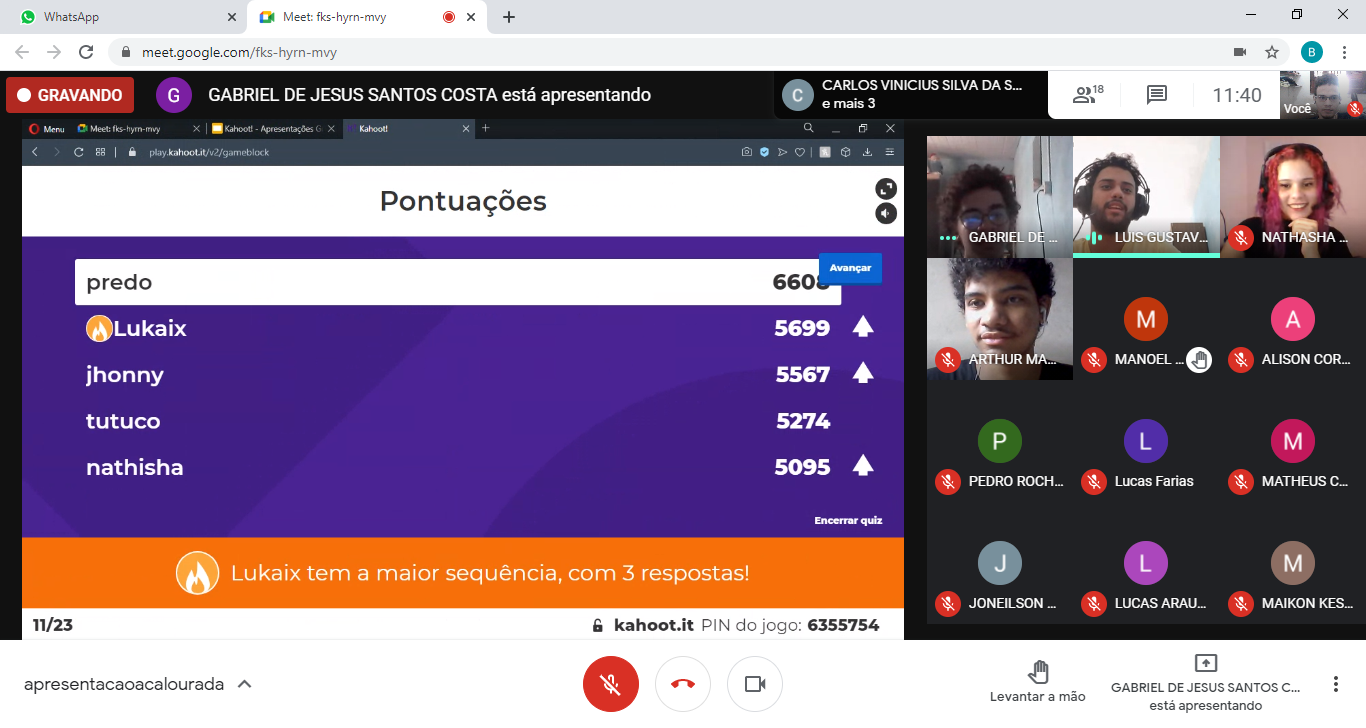 WhatsApp
Meet: fks-hyrn-mvy
meet.google.com/fks-hyrn-mvy
B
GRAVANDO
G
GABRIEL DE JESUS SANTOS COSTA está apresentando
C
CARLOS VINICIUS SILVA DA S...
e mais 3
18
11:40
Você
Menu
Meet: fks-hyrn-mvy
Kahoot! - Apresentações G
Kahoot!
play.kahoot.it/v2/gameblock
Pontuações
predo 6608
Avançar
Lukaix 5699
jhonny 5567
tutuco 5274
nathisha 5095
Encerrar quiz
Lukaix tem a maior sequência, com 3 respostas!
11/23
kahoot.it PIN do jogo: 6355754
GABRIEL DE ...
LUIS GUSTAV...
NATHASHA ...
ARTHUR MA...
M
MANOEL ...
A
ALISON COR...
P
PEDRO ROCH...
L
Lucas Farias
M
MATHEUS C...
J
JONEILSON ...
L
LUCAS ARAU...
M
MAIKON KES...
apresentacaoacalourada
Levantar a mão
GABRIEL DE JESUS SANTOS C...
está apresentando